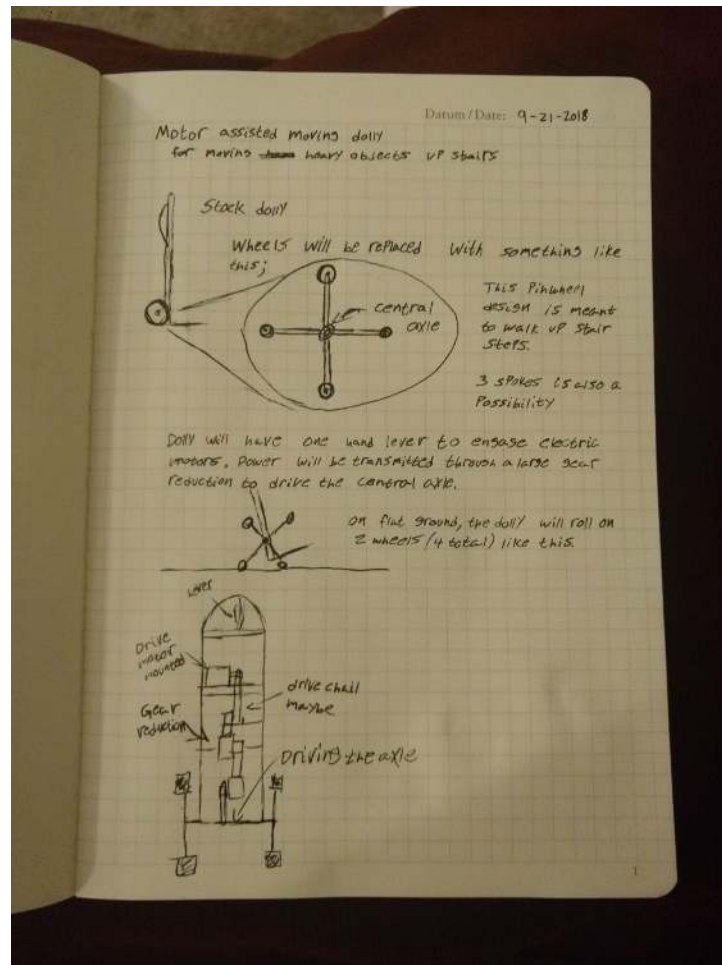 Datum/Date: 9-21-2018
Motor assisted moving dolly
for moving heavy objects up stairs
Stock dolly
Wheels will be replaced with something like
this;
central
axle
This Pinwheel
design is meant
to walk up stair
steps.
3 spokes is also a
Possibility
Dolly will have one hand lever to engage electric
motors. Power will be transmitted through a large gear
reduction to drive the central axle.
on flat ground, the dolly will roll on
2 wheels (4 total) like this.
Lever
Drive
motor
mounted
drive chail
maybe
Gear
reduction
Driving the axle
1